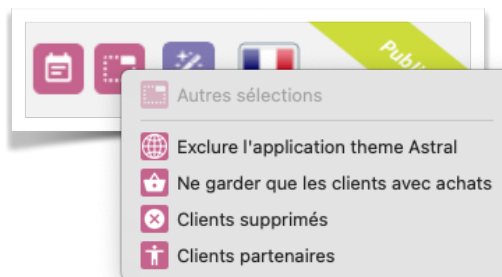 Publi
Autres sélections
Exclure l'application theme Astral
Ne garder que les clients avec achats
Clients supprimés
Clients partenaires